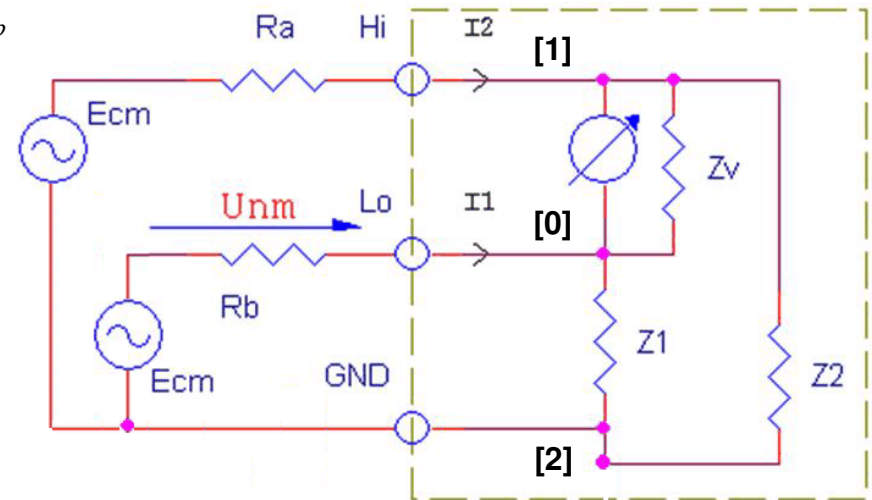 Ra Hi I2
[1]
Ecm
Zv
Unm Lo I1
[0]
Rb
Z1
Ecm GND Z2
[2]